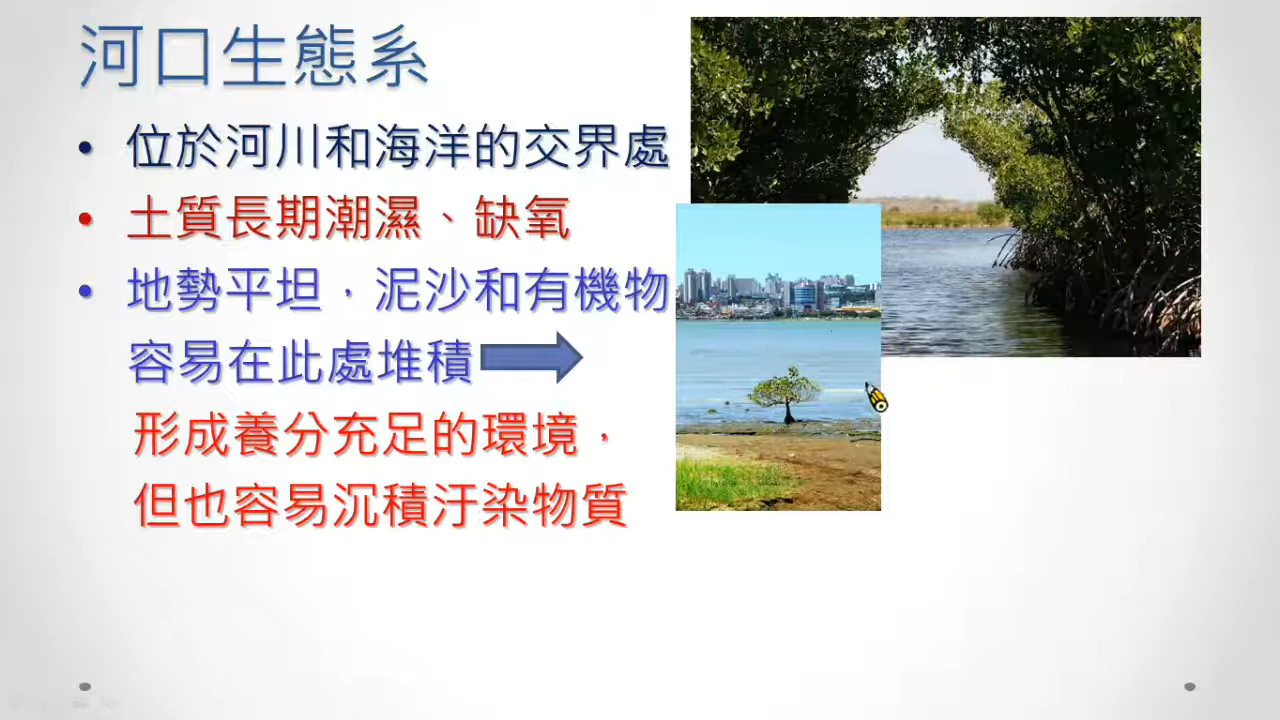 河口生態系
• 位於河川和海洋的交界處
• 土質長期潮濕、缺氧
• 地勢平坦，泥沙和有機物
容易在此處堆積
形成養分充足的環境，
但也容易沉積汙染物質